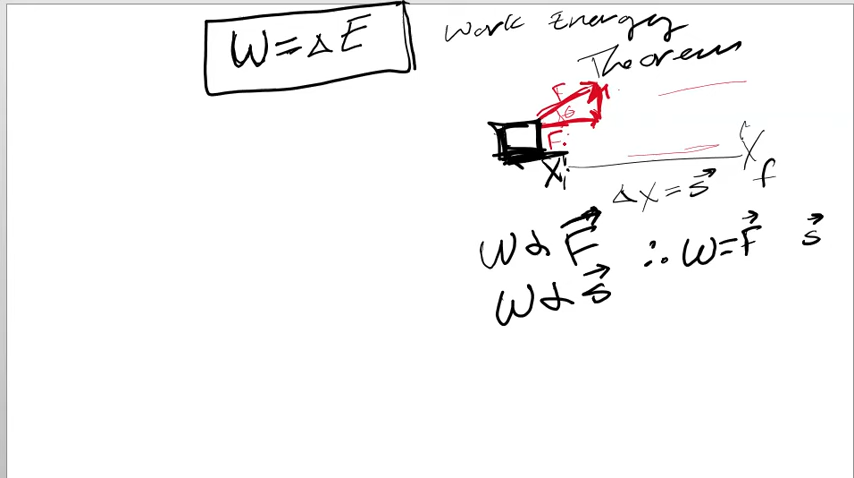 W = ΔE
Work Energy
Theorem
F
θ
F
Xi
Xf
ΔX = s⃗
W α F⃗ ∴ W = F⃗ s⃗
W α s⃗